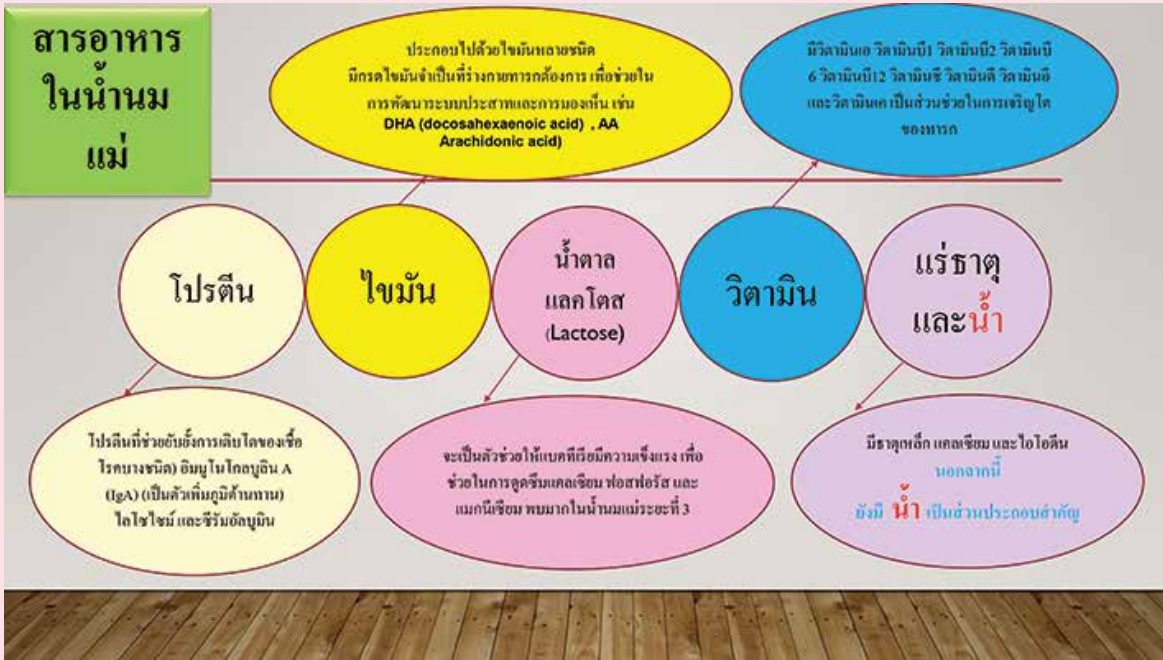 สารอาหาร
ในน้ำนม
แม่
ประกอบไปด้วยไขมันหลายชนิด
มีกรดไขมันจำเป็นที่ร่างกายทารกต้องการ เพื่อช่วยใน
การพัฒนาระบบประสาทและการมองเห็น เช่น
DHA (docosahexaenoic acid) , AA
Arachidonic acid)
มีวิตามินเอ วิตามินบี1 วิตามินบี2 วิตามินบี
6 วิตามินบี12 วิตามินซี วิตามินดี วิตามินอี
และวิตามินเค เป็นส่วนช่วยในการเจริญโต
ของทารก
โปรตีน
ไขมัน
น้ำตาล
แลคโตส
(Lactose)
วิตามิน
แร่ธาตุ
และน้ำ
โปรตีนที่ช่วยยับยั้งการเติบโตของเชื้อ
โรคบางชนิด) อิมมูโนโกลบูลิน A
(IgA) (เป็นตัวเพิ่มภูมิต้านทาน)
ไลโซไซม์ และซีรัมอัลบูมิน
จะเป็นตัวช่วยให้แบคทีเรียมีความแข็งแรง เพื่อ
ช่วยในการดูดซึมแคลเซียม ฟอสฟอรัส และ
แมกนีเซียม พบมากในน้ำนมแม่ระยะที่ 3
มีธาตุเหล็ก แคลเซียม และไอโอดีน
นอกจากนี้
ยังมี น้ำ เป็นส่วนประกอบสำคัญ